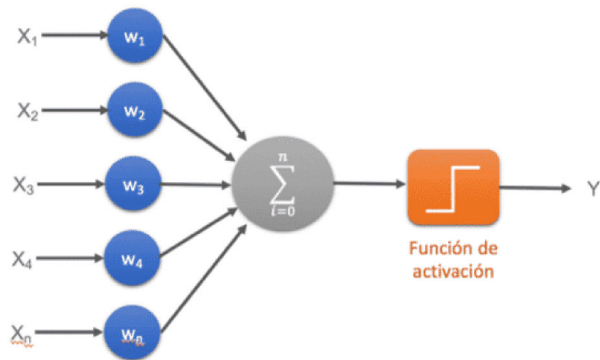 X₁ w₁
X₂ w₂
X₃ w₃
X₄ w₄
Xₙ wₙ
n
∑
i=0
Función de
activación
Y